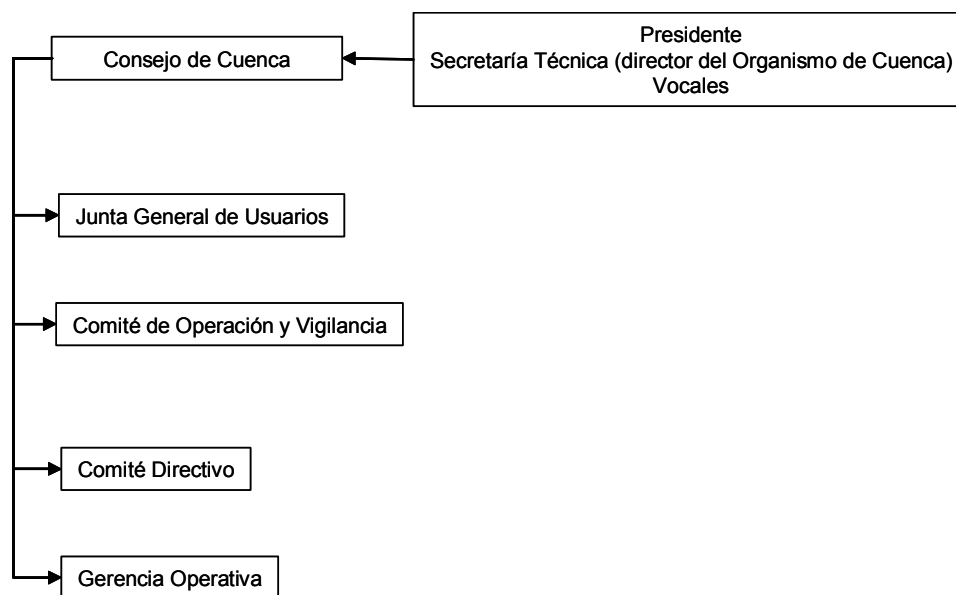 Consejo de Cuenca
Presidente
Secretaría Técnica (director del Organismo de Cuenca)
Vocales
Junta General de Usuarios
Comité de Operación y Vigilancia
Comité Directivo
Gerencia Operativa